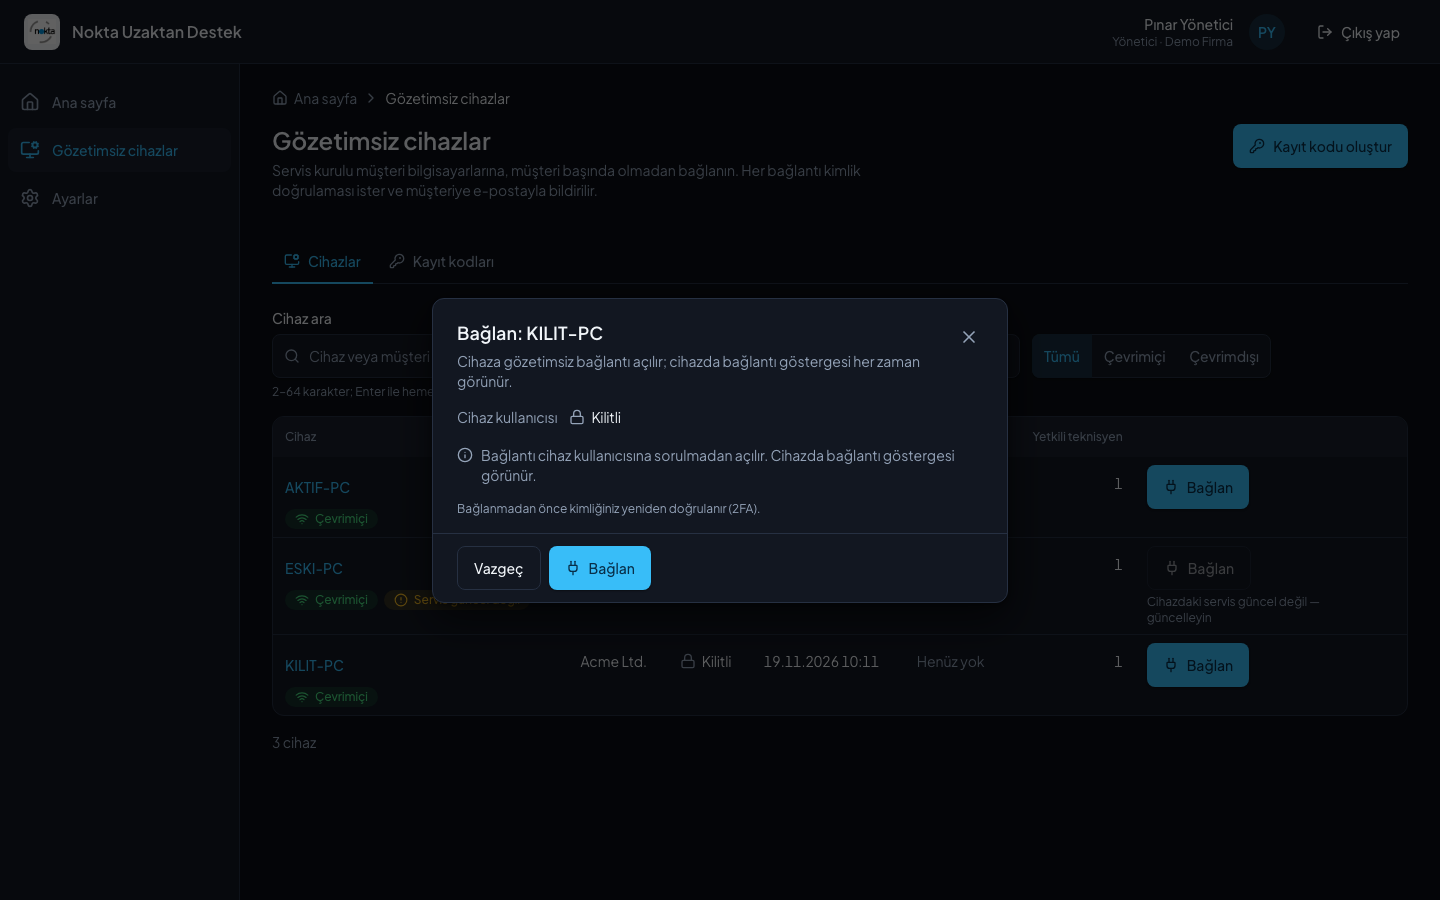 nokta
Nokta Uzaktan Destek
Pınar Yönetici
Yönetici · Demo Firma
PY
Çıkış yap
Ana sayfa
Gözetimsiz cihazlar
Ayarlar
Ana sayfa
Gözetimsiz cihazlar
Gözetimsiz cihazlar
Servis kurulu müşteri bilgisayarlarına, müşteri başında olmadan bağlanın. Her bağlantı kimlik
doğrulaması ister ve müşteriye e-postayla bildirilir.
Kayıt kodu oluştur
Cihazlar
Kayıt kodları
Cihaz ara
Cihaz veya müşteri
Tümü
Çevrimiçi
Çevrimdışı
2–64 karakter; Enter ile heme
Cihaz
Yetkili teknisyen
AKTIF-PC
Çevrimiçi
1
Bağlan
ESKI-PC
Çevrimiçi
1
Bağlan
Cihazdaki servis güncel değil —
güncelleyin
KILIT-PC
Çevrimiçi
Acme Ltd.
Kilitli
19.11.2026 10:11
Henüz yok
1
Bağlan
3 cihaz
Bağlan: KILIT-PC
Cihaza gözetimsiz bağlantı açılır; cihazda bağlantı göstergesi her zaman
görünür.
Cihaz kullanıcısı
Kilitli
Bağlantı cihaz kullanıcısına sorulmadan açılır. Cihazda bağlantı göstergesi
görünür.
Bağlanmadan önce kimliğiniz yeniden doğrulanır (2FA).
Vazgeç
Bağlan